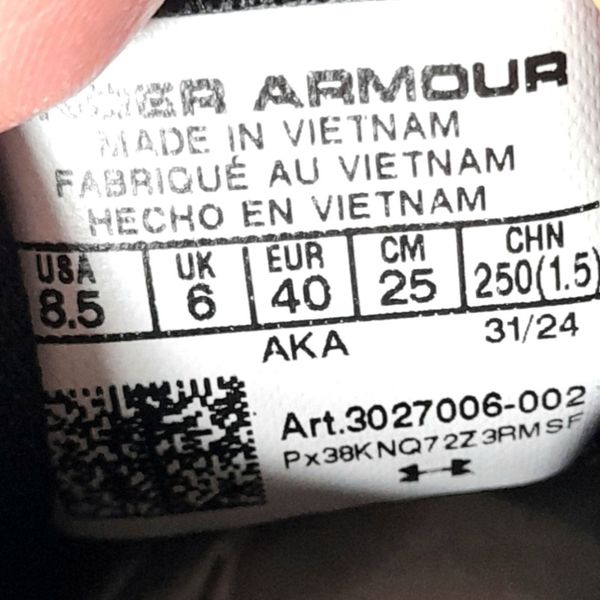 UNDER ARMOUR
MADE IN VIETNAM
FABRIQUÉ AU VIETNAM
HECHO EN VIETNAM
USA UK EUR CM CHN
8.5 6 40 25 250(1.5)
AKA 31/24
Art.3027006-002
Px38KNQ72Z3RMSF